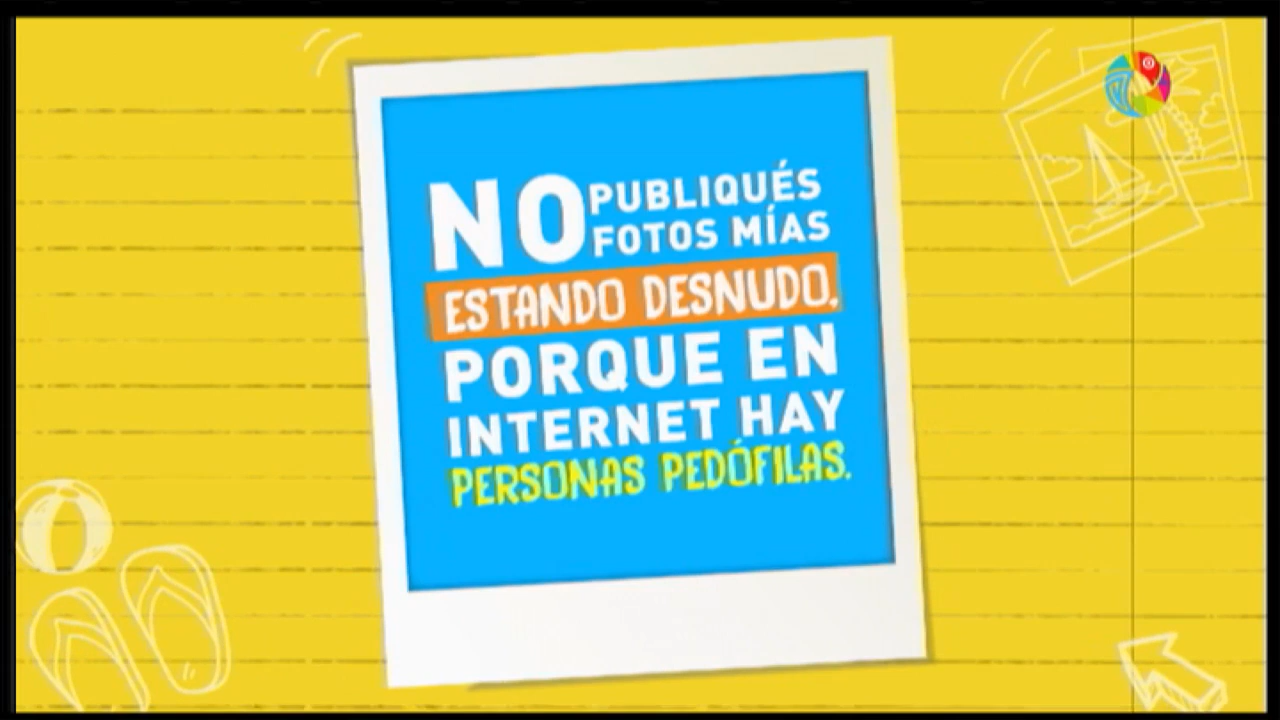 NO PUBLIQUÉS
FOTOS MÍAS
ESTANDO DESNUDO,
PORQUE EN
INTERNET HAY
PERSONAS PEDÓFILAS.